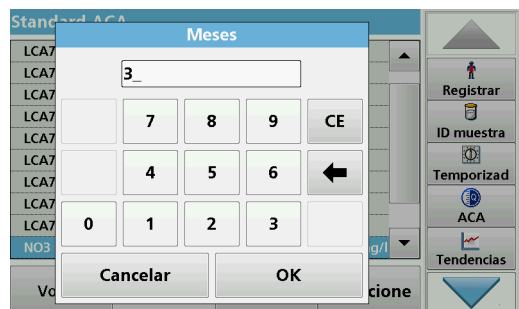 Standard ACA
Meses
3_
LCA7
LCA7
LCA7
LCA7
LCA7
LCA7
LCA7
LCA7
LCA7
NO3
g/l
7 8 9 CE
4 5 6
0 1 2 3
Cancelar OK
Vo
cione
Registrar
ID muestra
Temporizad
ACA
Tendencias